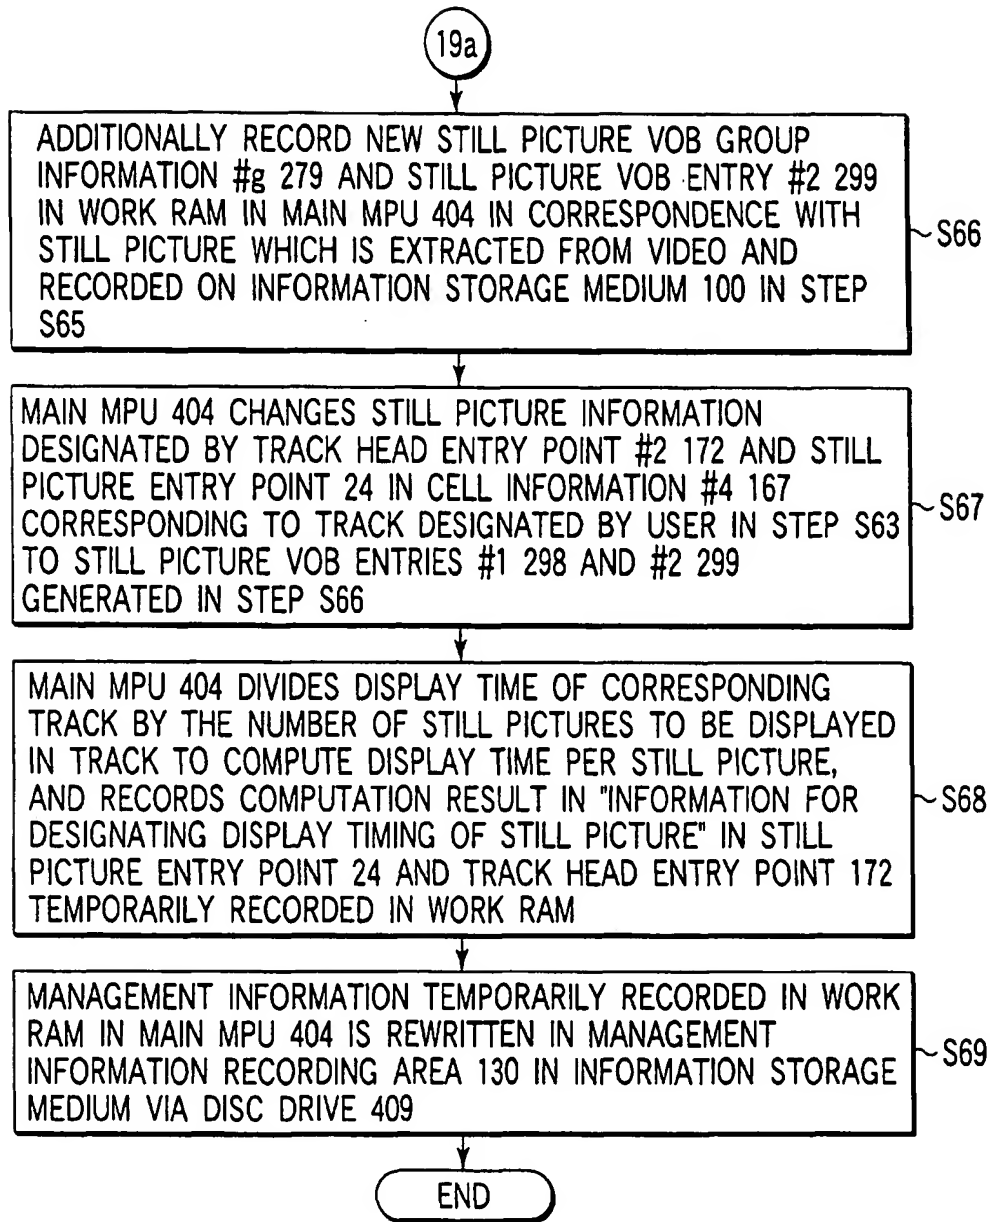 19a
ADDITIONALLY RECORD NEW STILL PICTURE VOB GROUP
INFORMATION #g 279 AND STILL PICTURE VOB ENTRY #2 299
IN WORK RAM IN MAIN MPU 404 IN CORRESPONDENCE WITH
STILL PICTURE WHICH IS EXTRACTED FROM VIDEO AND
RECORDED ON INFORMATION STORAGE MEDIUM 100 IN STEP
S65
S66
MAIN MPU 404 CHANGES STILL PICTURE INFORMATION
DESIGNATED BY TRACK HEAD ENTRY POINT #2 172 AND STILL
PICTURE ENTRY POINT 24 IN CELL INFORMATION #4 167
CORRESPONDING TO TRACK DESIGNATED BY USER IN STEP S63
TO STILL PICTURE VOB ENTRIES #1 298 AND #2 299
GENERATED IN STEP S66
S67
MAIN MPU 404 DIVIDES DISPLAY TIME OF CORRESPONDING
TRACK BY THE NUMBER OF STILL PICTURES TO BE DISPLAYED
IN TRACK TO COMPUTE DISPLAY TIME PER STILL PICTURE,
AND RECORDS COMPUTATION RESULT IN "INFORMATION FOR
DESIGNATING DISPLAY TIMING OF STILL PICTURE" IN STILL
PICTURE ENTRY POINT 24 AND TRACK HEAD ENTRY POINT 172
TEMPORARILY RECORDED IN WORK RAM
S68
MANAGEMENT INFORMATION TEMPORARILY RECORDED IN WORK
RAM IN MAIN MPU 404 IS REWRITTEN IN MANAGEMENT
INFORMATION RECORDING AREA 130 IN INFORMATION STORAGE
MEDIUM VIA DISC DRIVE 409
S69
END